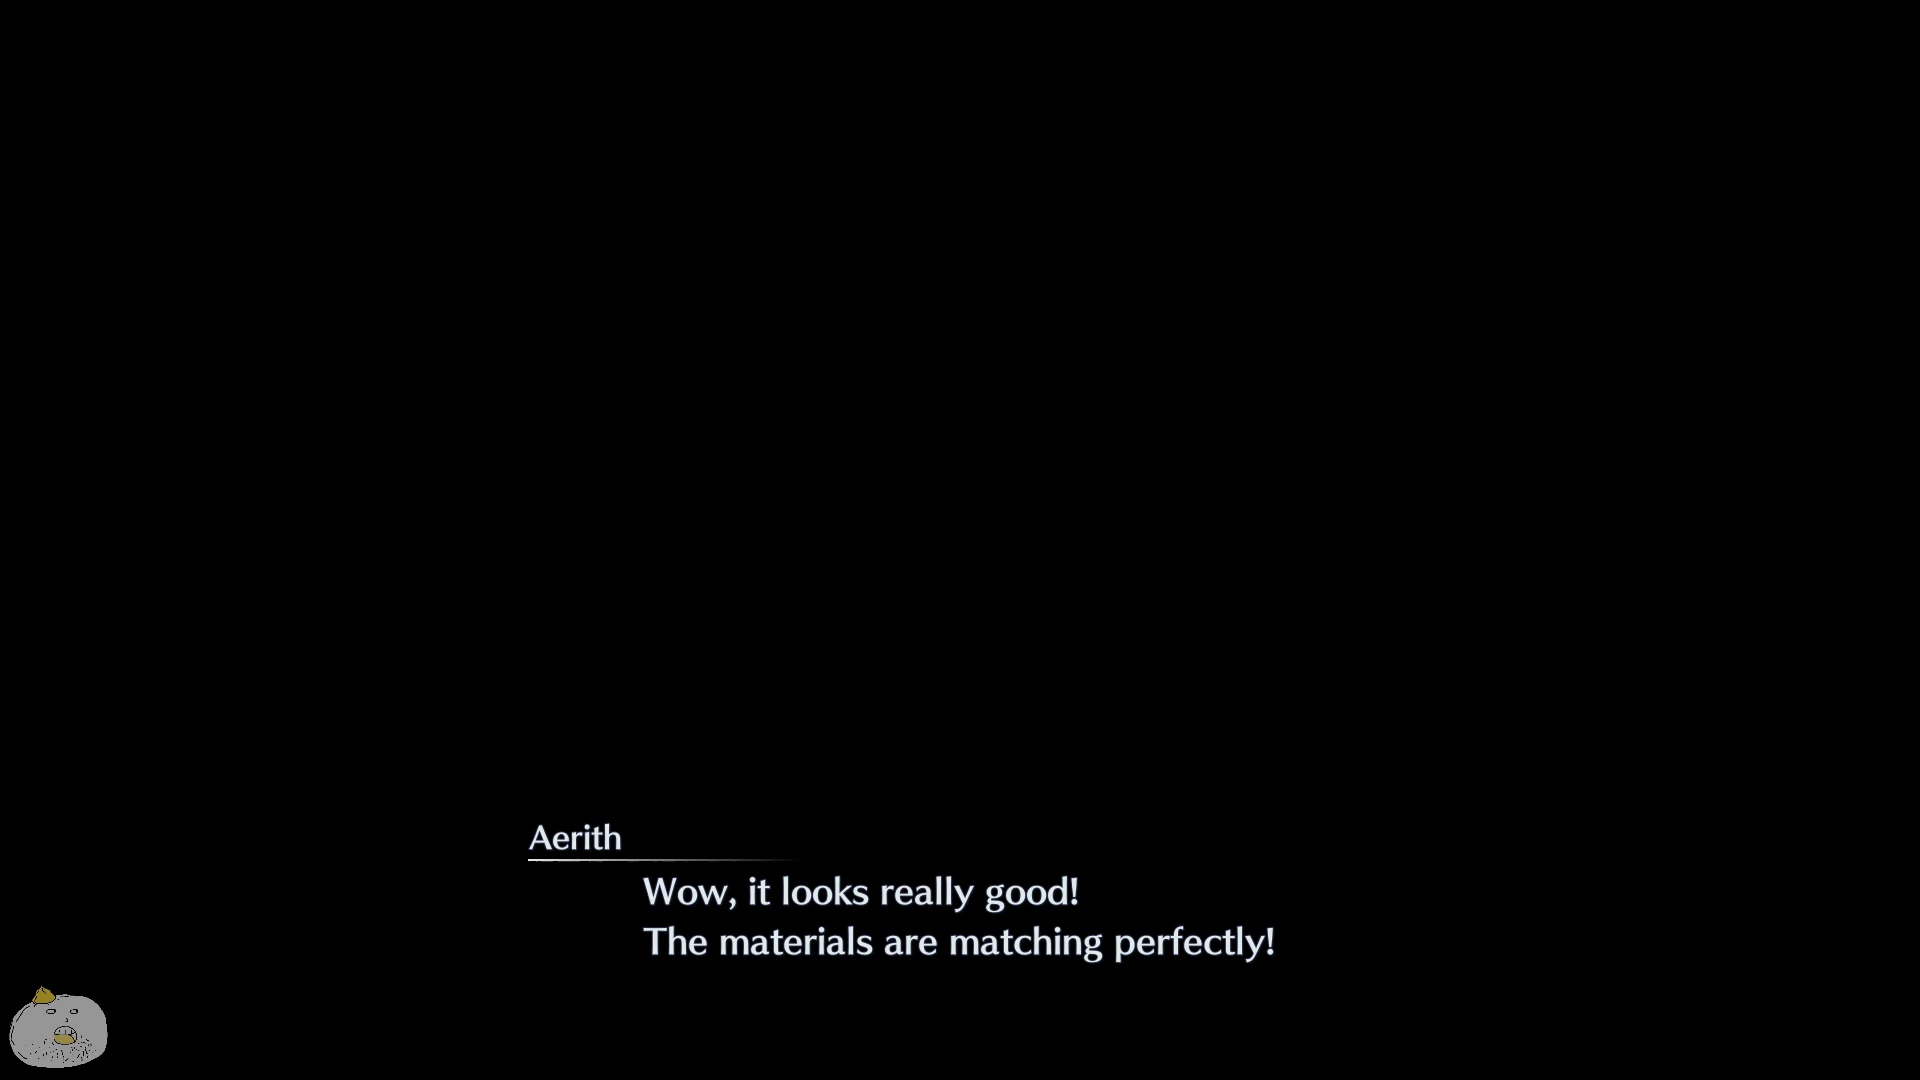 Aerith
Wow, it looks really good!
The materials are matching perfectly!